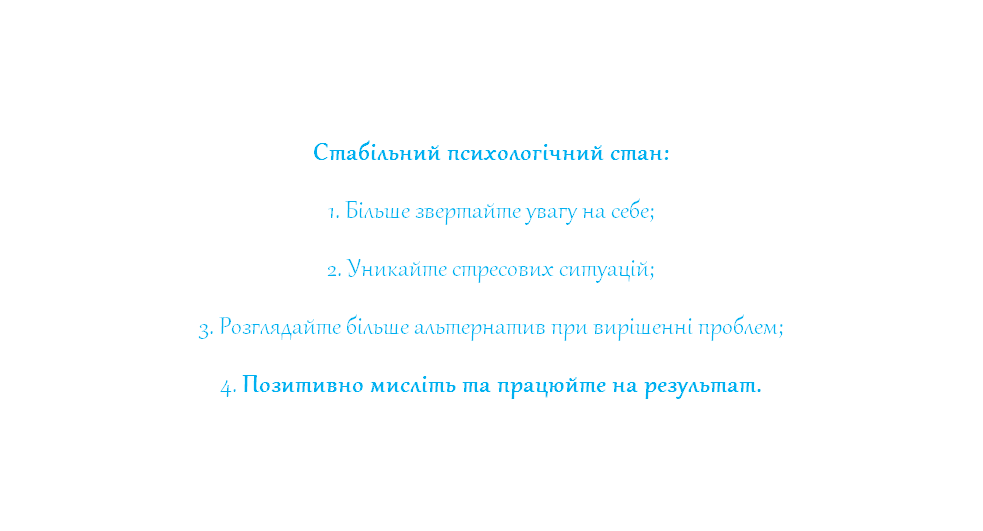 Стабільний психологічний стан:
1. Більше звертайте увагу на себе;
2. Уникайте стресових ситуацій;
3. Розглядайте більше альтернатив при вирішенні проблем;
4. Позитивно мисліть та працюйте на результат.